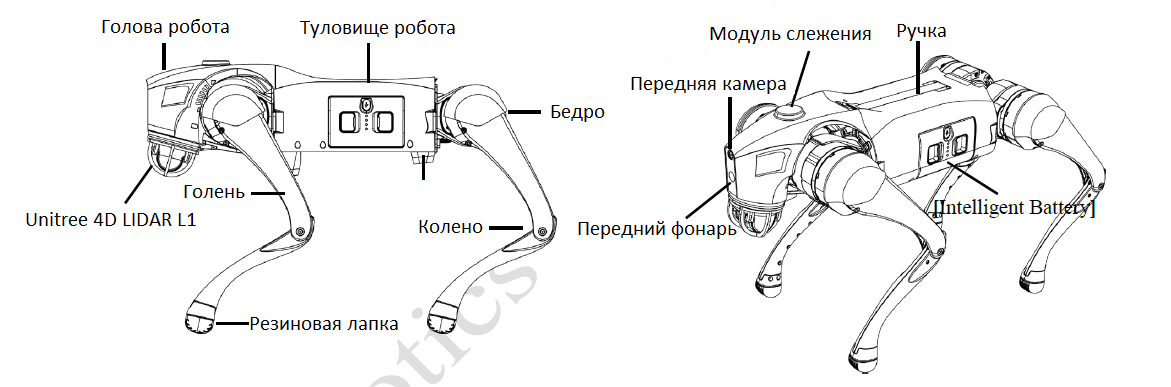 Голова робота
Туловище робота
Бедро
Голень
Unitree 4D LIDAR L1
Колено
Резиновая лапка
Модуль слежения
Ручка
Передняя камера
Передний фонарь
[Intelligent Battery]
otics